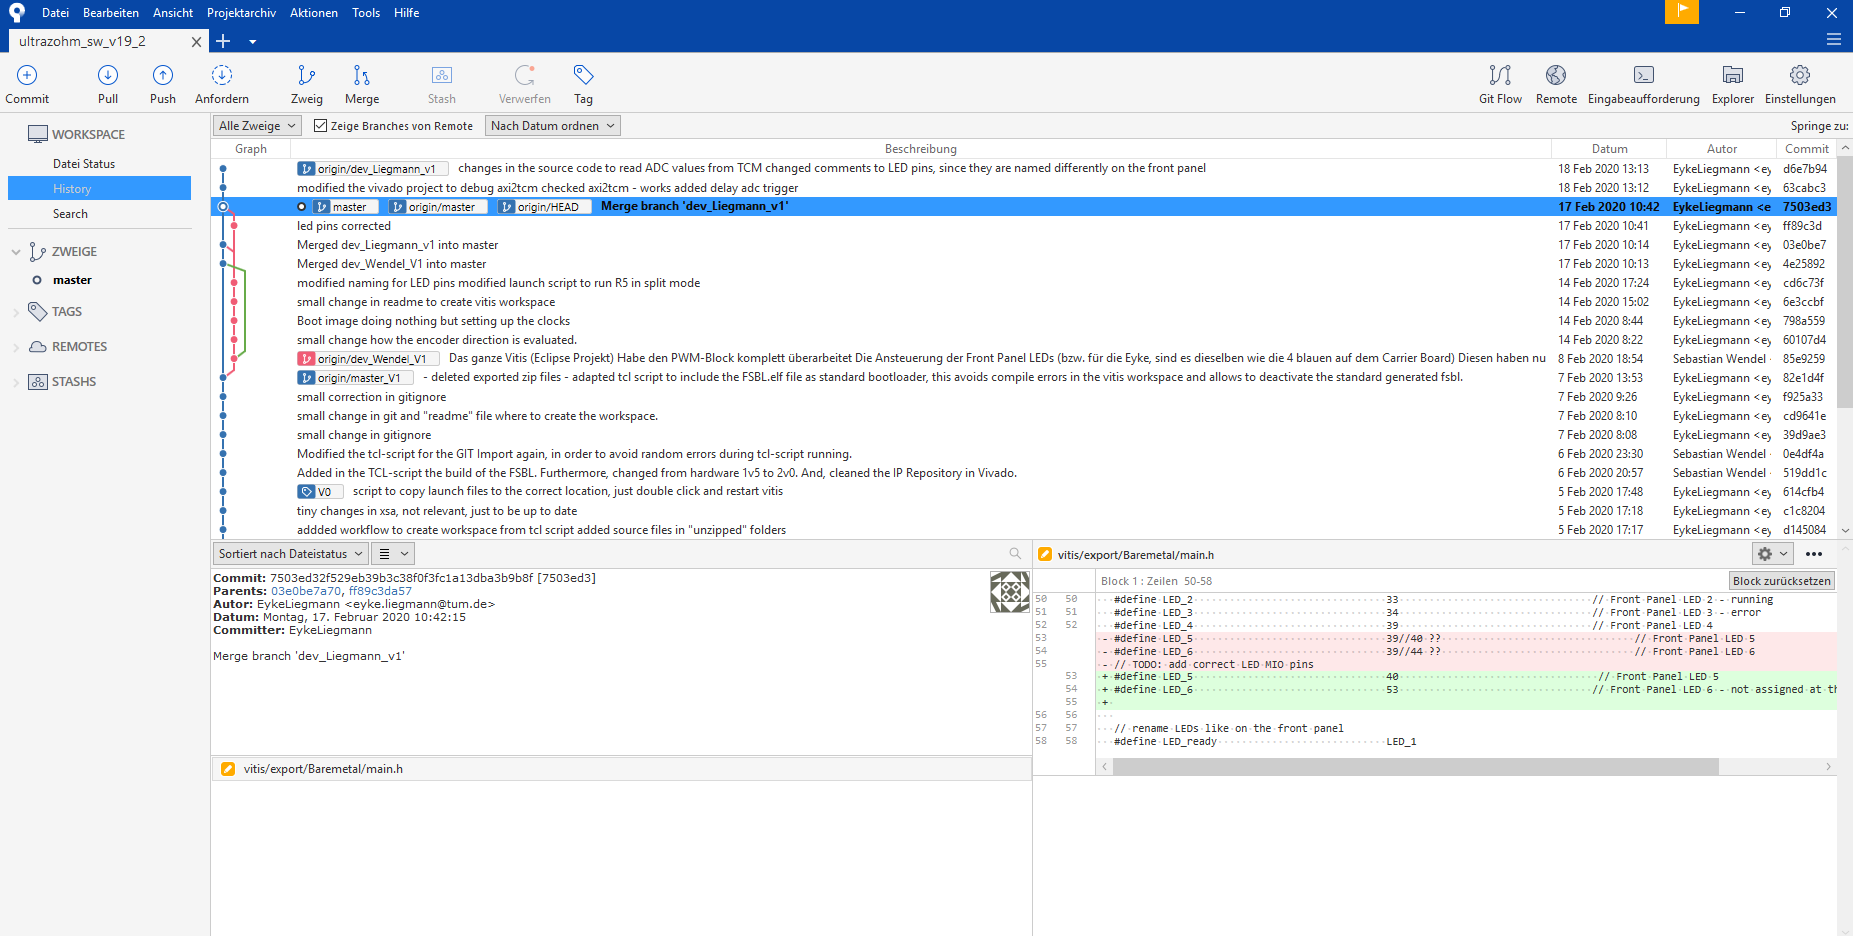 Datei Bearbeiten Ansicht Projektarchiv Aktionen Tools Hilfe
ultrazohm_sw_v19_2
Commit Pull Push Anfordern Zweig Merge Stash Verwerfen Tag Git Flow Remote Eingabeaufforderung Explorer Einstellungen
WORKSPACE
Datei Status
History
Search
ZWEIGE
master
TAGS
REMOTES
STASHS
Alle Zweige Zeige Branches von Remote Nach Datum ordnen Springe zu:
Graph Beschreibung Datum Autor Commit
origin/dev_Liegmann_v1 changes in the source code to read ADC values from TCM changed comments to LED pins, since they are named differently on the front panel 18 Feb 2020 13:13 EykeLiegmann <ey d6e7b94
modified the vivado project to debug axi2tcm checked axi2tcm - works added delay adc trigger 18 Feb 2020 13:12 EykeLiegmann <ey 63cabc3
master origin/master origin/HEAD Merge branch 'dev_Liegmann_v1' 17 Feb 2020 10:42 EykeLiegmann <e 7503ed3
led pins corrected 17 Feb 2020 10:41 EykeLiegmann <ey ff89c3d
Merged dev_Liegmann_v1 into master 17 Feb 2020 10:14 EykeLiegmann <ey 03e0be7
Merged dev_Wendel_V1 into master 17 Feb 2020 10:13 EykeLiegmann <ey 4e25892
modified naming for LED pins modified launch script to run R5 in split mode 14 Feb 2020 17:24 EykeLiegmann <ey cd6c73f
small change in readme to create vitis workspace 14 Feb 2020 15:02 EykeLiegmann <ey 6e3ccbf
Boot image doing nothing but setting up the clocks 14 Feb 2020 8:44 EykeLiegmann <ey 798a559
small change how the encoder direction is evaluated. 14 Feb 2020 8:22 EykeLiegmann <ey 60107d4
origin/dev_Wendel_V1 Das ganze Vitis (Eclipse Projekt) Habe den PWM-Block komplett überarbeitet Die Ansteuerung der Front Panel LEDs (bzw. für die Eyke, sind es dieselben wie die 4 blauen auf dem Carrier Board) Diesen haben nu 8 Feb 2020 18:54 Sebastian Wendel 85e9259
origin/master_V1 - deleted exported zip files - adapted tcl script to include the FSBL.elf file as standard bootloader, this avoids compile errors in the vitis workspace and allows to deactivate the standard generated fsbl. 7 Feb 2020 13:53 EykeLiegmann <ey 82e1d4f
small correction in gitignore 7 Feb 2020 9:26 EykeLiegmann <ey f925a33
small change in git and "readme" file where to create the workspace. 7 Feb 2020 8:10 EykeLiegmann <ey cd9641e
small change in gitignore 7 Feb 2020 8:08 EykeLiegmann <ey 39d9ae3
Modified the tcl-script for the GIT Import again, in order to avoid random errors during tcl-script running. 6 Feb 2020 23:30 Sebastian Wendel 0e4df4a
Added in the TCL-script the build of the FSBL. Furthermore, changed from hardware 1v5 to 2v0. And, cleaned the IP Repository in Vivado. 6 Feb 2020 20:57 Sebastian Wendel 519dd1c
V0 script to copy launch files to the correct location, just double click and restart vitis 5 Feb 2020 17:48 EykeLiegmann <ey 614cfb4
tiny changes in xsa, not relevant, just to be up to date 5 Feb 2020 17:18 EykeLiegmann <ey c1c8204
addded workflow to create workspace from tcl script added source files in "unzipped" folders 5 Feb 2020 17:17 EykeLiegmann <ey d145084
Sortiert nach Dateistatus
Commit: 7503ed32f529eb39b3c38f0f3fc1a13dba3b9b8f [7503ed3]
Parents: 03e0be7a70, ff89c3da57
Autor: EykeLiegmann <eyke.liegmann@tum.de>
Datum: Montag, 17. Februar 2020 10:42:15
Committer: EykeLiegmann
Merge branch 'dev_Liegmann_v1'
vitis/export/Baremetal/main.h
vitis/export/Baremetal/main.h
Block 1 : Zeilen 50-58 Block zurücksetzen
50 50 #define LED_2 33 // Front Panel LED 2 - running
51 51 #define LED_3 34 // Front Panel LED 3 - error
52 52 #define LED_4 39 // Front Panel LED 4
53 - #define LED_5 39//40 ?? // Front Panel LED 5
54 - #define LED_6 39//44 ?? // Front Panel LED 6
55 - // TODO: add correct LED MIO pins
53 + #define LED_5 40 // Front Panel LED 5
54 + #define LED_6 53 // Front Panel LED 6 - not assigned at th
55 +
56 56
57 57 // rename LEDs like on the front panel
58 58 #define LED_ready LED_1